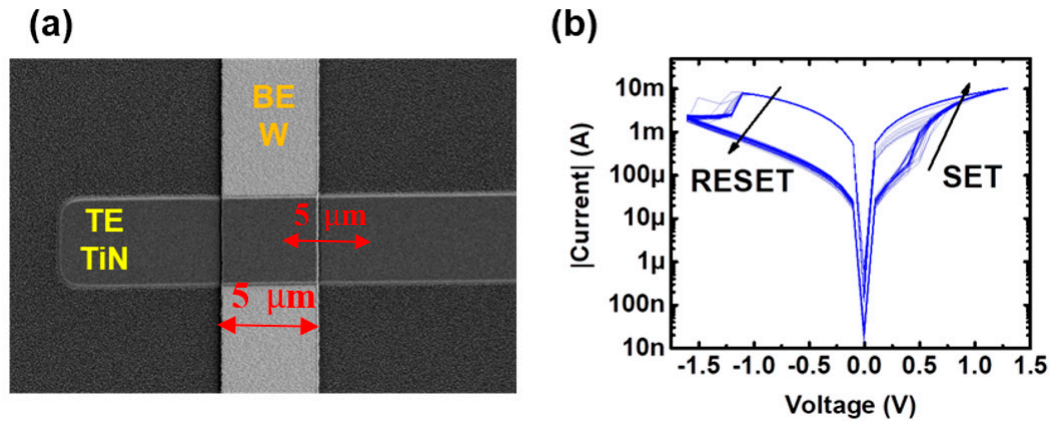 (a)
BE
W
TE
TiN
5 μm
5 μm
(b)
|Current| (A)
10m
1m
100μ
10μ
1μ
100n
10n
RESET
SET
-1.5 -1.0 -0.5 0.0 0.5 1.0 1.5
Voltage (V)